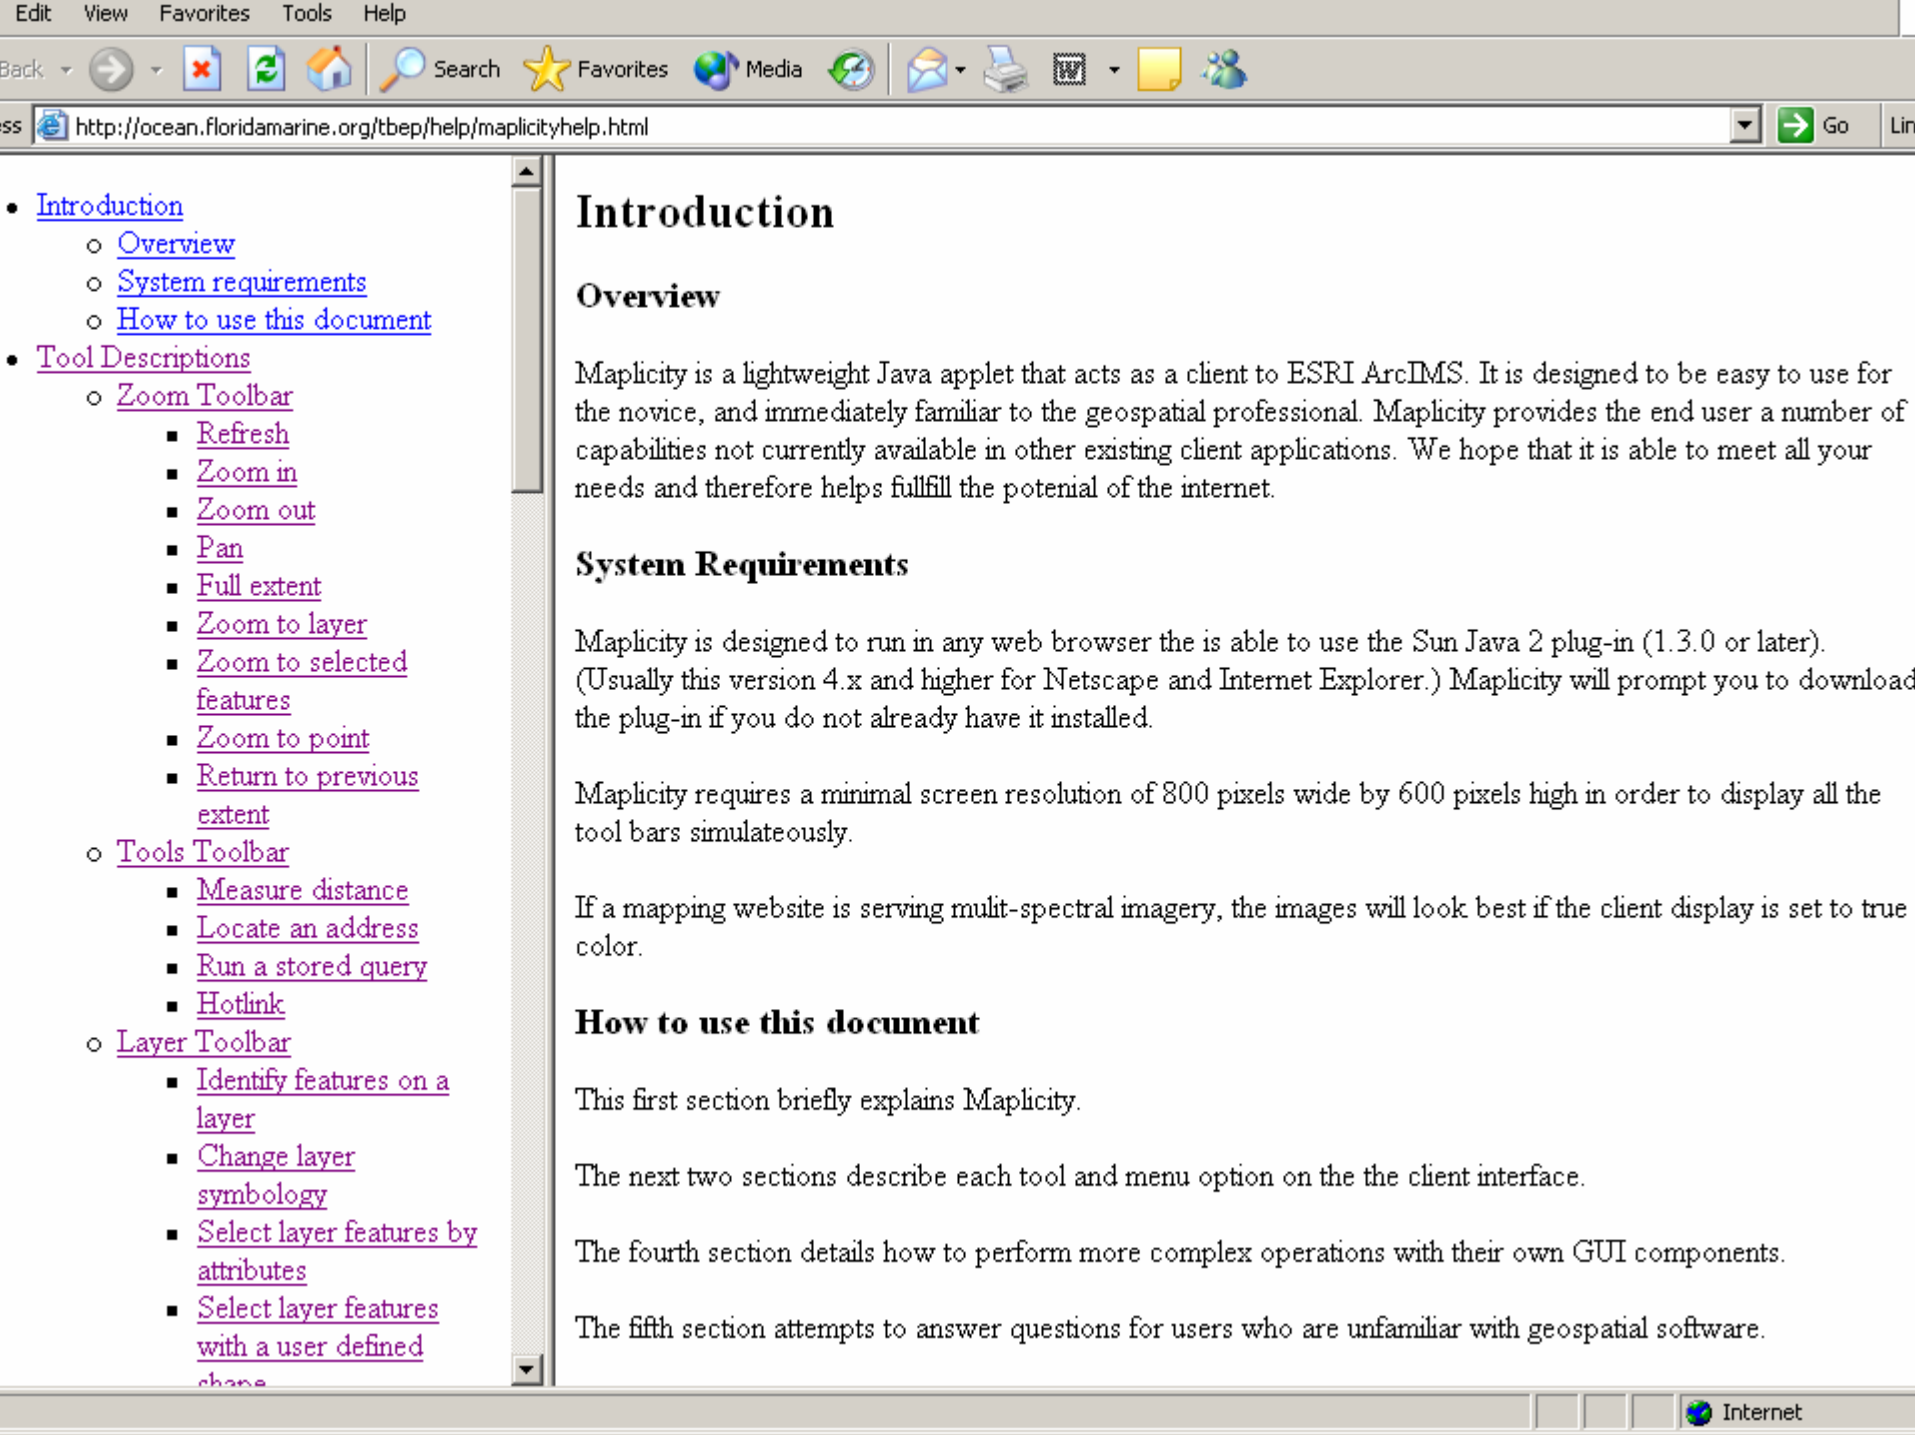 Edit View Favorites Tools Help
Back Search Favorites Media
ess http://ocean.floridamarine.org/tbep/help/maplicityhelp.html Go Lin
Introduction
Overview
System requirements
How to use this document
Tool Descriptions
Zoom Toolbar
Refresh
Zoom in
Zoom out
Pan
Full extent
Zoom to layer
Zoom to selected
features
Zoom to point
Return to previous
extent
Tools Toolbar
Measure distance
Locate an address
Run a stored query
Hotlink
Layer Toolbar
Identify features on a
layer
Change layer
symbology
Select layer features by
attributes
Select layer features
with a user defined
shape
Introduction
Overview
Maplicity is a lightweight Java applet that acts as a client to ESRI ArcIMS. It is designed to be easy to use for
the novice, and immediately familiar to the geospatial professional. Maplicity provides the end user a number of
capabilities not currently available in other existing client applications. We hope that it is able to meet all your
needs and therefore helps fullfill the potenial of the internet.
System Requirements
Maplicity is designed to run in any web browser the is able to use the Sun Java 2 plug-in (1.3.0 or later).
(Usually this version 4.x and higher for Netscape and Internet Explorer.) Maplicity will prompt you to download
the plug-in if you do not already have it installed.
Maplicity requires a minimal screen resolution of 800 pixels wide by 600 pixels high in order to display all the
tool bars simulateously.
If a mapping website is serving mulit-spectral imagery, the images will look best if the client display is set to true
color.
How to use this document
This first section briefly explains Maplicity.
The next two sections describe each tool and menu option on the the client interface.
The fourth section details how to perform more complex operations with their own GUI components.
The fifth section attempts to answer questions for users who are unfamiliar with geospatial software.
Internet